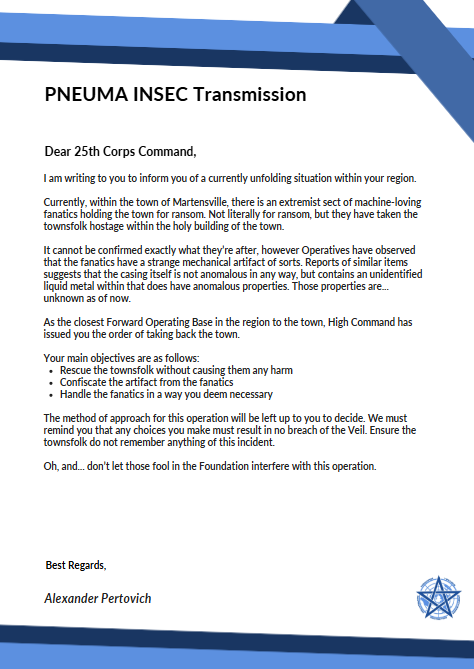 PNEUMA INSEC Transmission
Dear 25th Corps Command,
I am writing to you to inform you of a currently unfolding situation within your region.
Currently, within the town of Martensville, there is an extremist sect of machine-loving
fanatics holding the town for ransom. Not literally for ransom, but they have taken the
townsfolk hostage within the holy building of the town.
It cannot be confirmed exactly what they're after, however Operatives have observed
that the fanatics have a strange mechanical artifact of sorts. Reports of similar items
suggests that the casing itself is not anomalous in any way, but contains an unidentified
liquid metal within that does have anomalous properties. Those properties are...
unknown as of now.
As the closest Forward Operating Base in the region to the town, High Command has
issued you the order of taking back the town.
Your main objectives are as follows:
• Rescue the townsfolk without causing them any harm
• Confiscate the artifact from the fanatics
• Handle the fanatics in a way you deem necessary
The method of approach for this operation will be left up to you to decide. We must
remind you that any choices you make must result in no breach of the Veil. Ensure the
townsfolk do not remember anything of this incident.
Oh, and... don't let those fool in the Foundation interfere with this operation.
Best Regards,
Alexander Pertovich